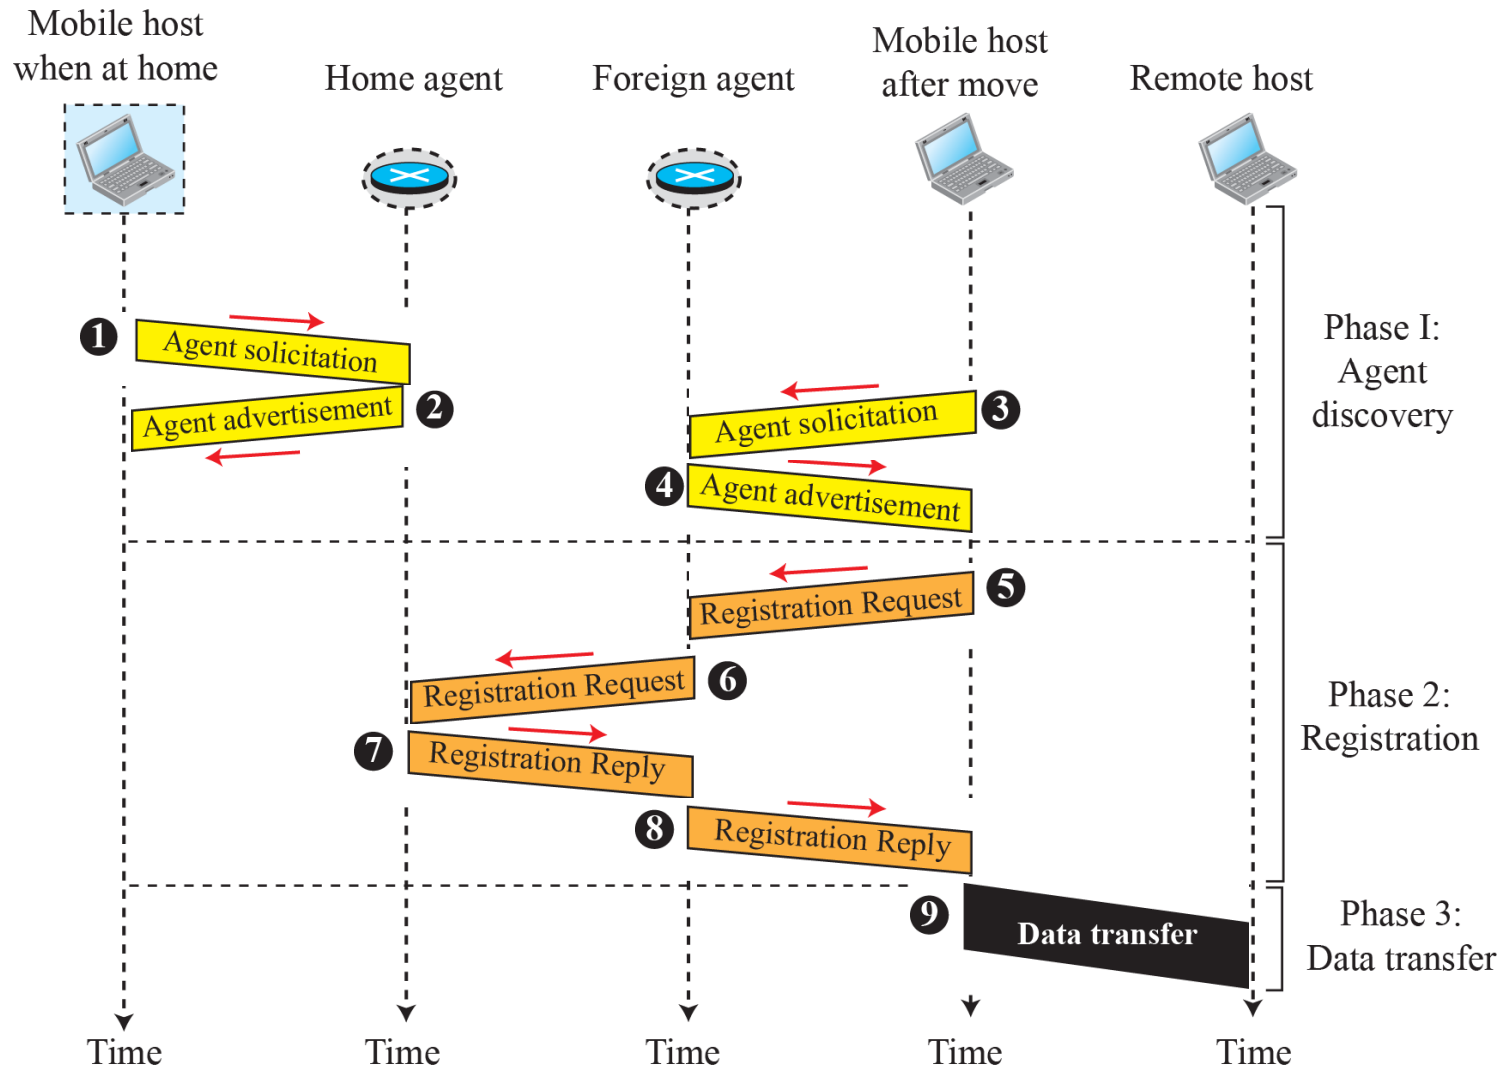 Mobile host
when at home
Home agent
Foreign agent
Mobile host
after move
Remote host
1
Agent solicitation
2
Agent advertisement
3
Agent solicitation
4
Agent advertisement
Phase I:
Agent
discovery
5
Registration Request
6
Registration Request
7
Registration Reply
8
Registration Reply
Phase 2:
Registration
9
Data transfer
Phase 3:
Data transfer
Time
Time
Time
Time
Time